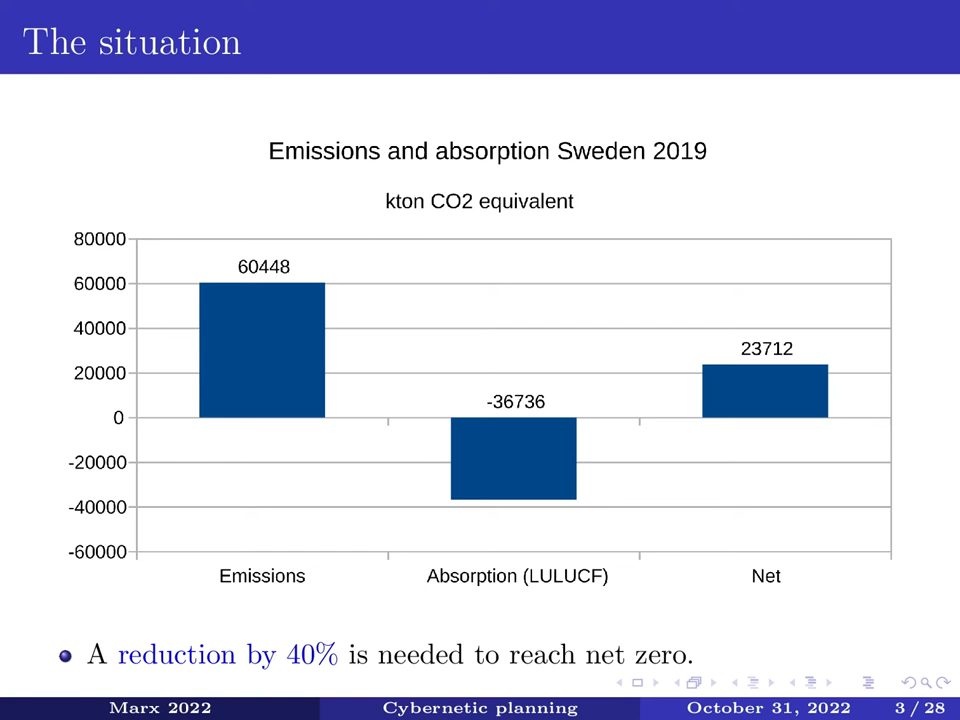 The situation
Emissions and absorption Sweden 2019
kton CO2 equivalent
80000
60000
40000
20000
0
-20000
-40000
-60000
60448
-36736
23712
Emissions
Absorption (LULUCF)
Net
A reduction by 40% is needed to reach net zero.
Marx 2022
Cybernetic planning
October 31, 2022
3 / 28